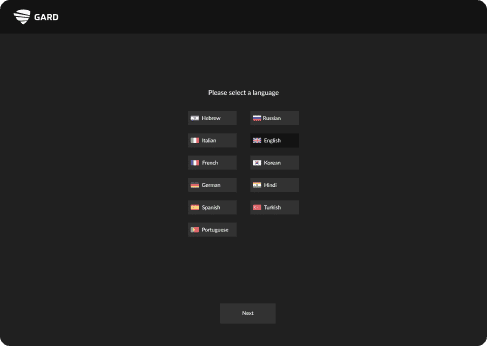 GARD
Please select a language
Hebrew
Russian
Italian
English
French
Korean
German
Hindi
Spanish
Turkish
Portuguese
Next